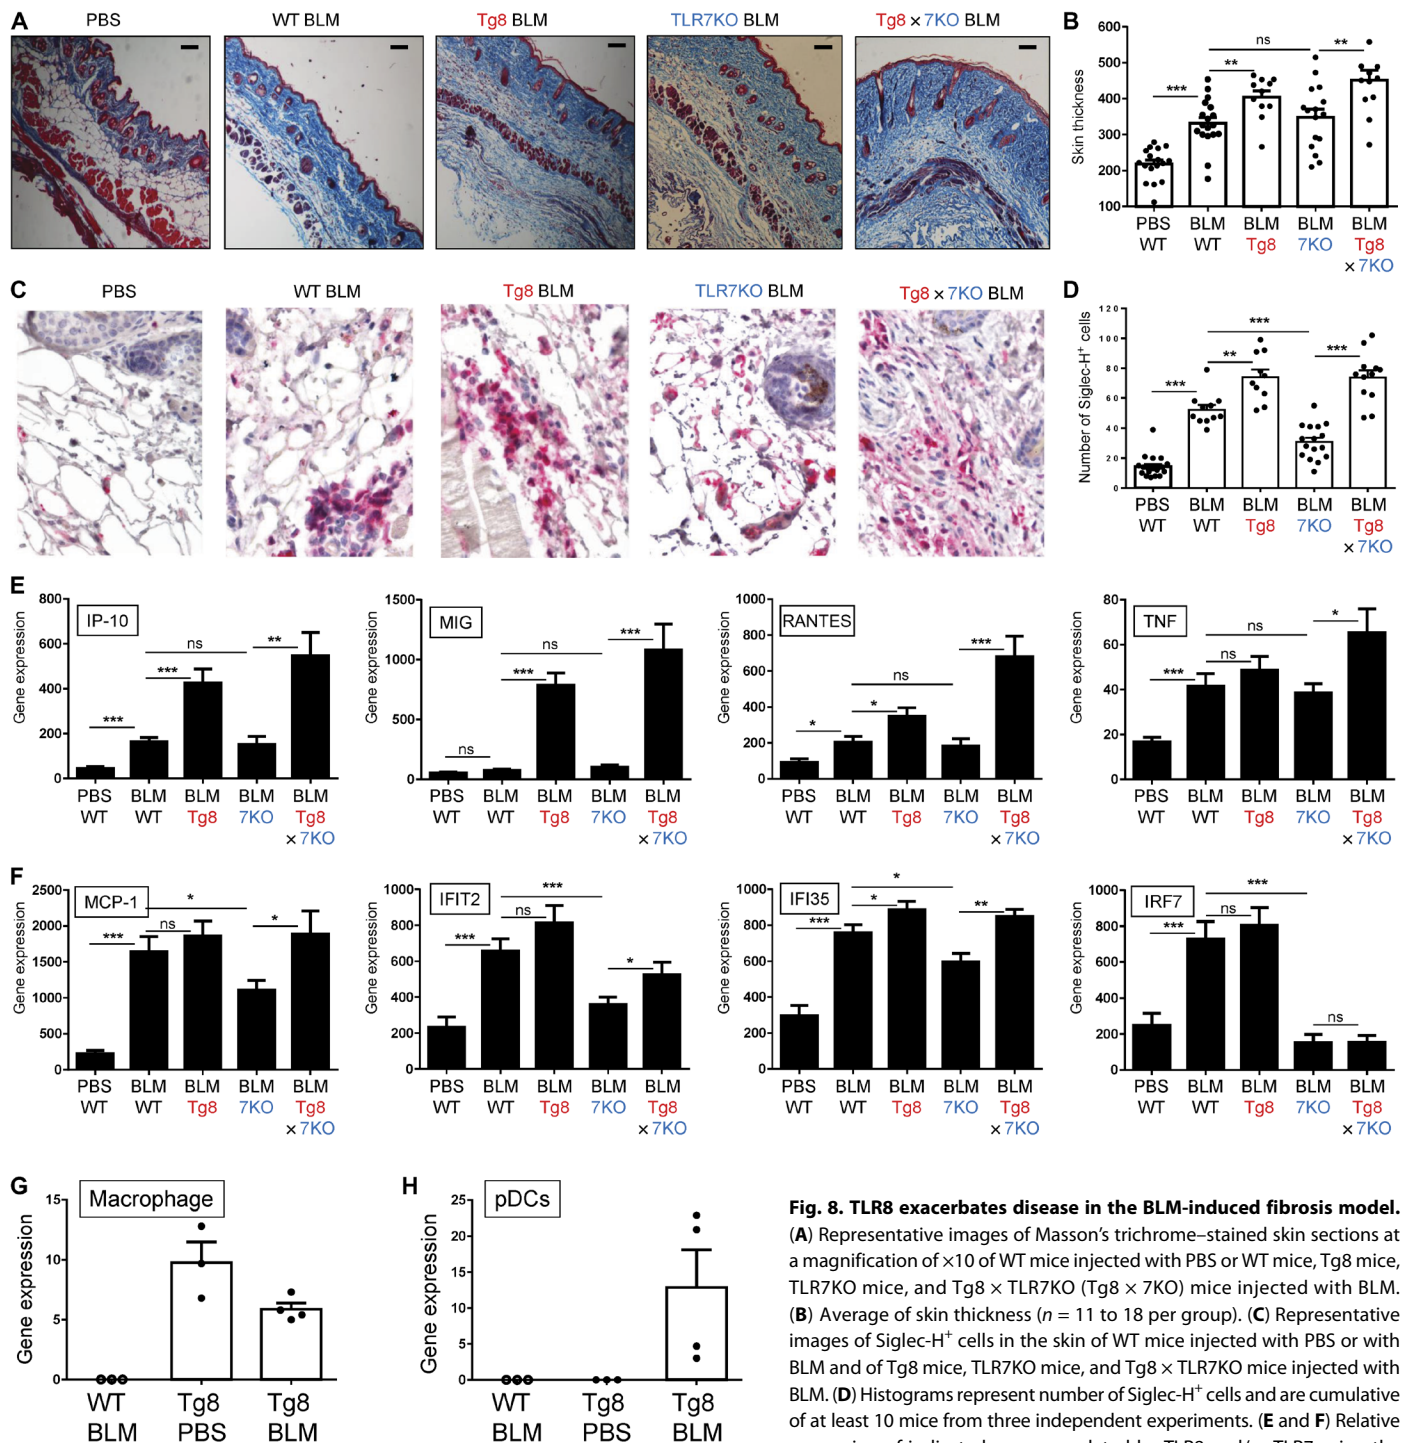 A
PBS
WT BLM
Tg8 BLM
TLR7KO BLM
Tg8 × 7KO BLM
B
Skin thickness
600
500
400
300
200
100
***
**
ns
**
PBS BLM BLM BLM BLM
WT WT Tg8 7KO Tg8
× 7KO
C
PBS
WT BLM
Tg8 BLM
TLR7KO BLM
Tg8 × 7KO BLM
D
Number of Siglec-H+ cells
120
100
80
60
40
20
0
***
**
***
***
PBS BLM BLM BLM BLM
WT WT Tg8 7KO Tg8
× 7KO
E
IP-10
Gene expression
800
600
400
200
0
***
***
ns
**
PBS BLM BLM BLM BLM
WT WT Tg8 7KO Tg8
× 7KO
MIG
Gene expression
1500
1000
500
0
ns
***
ns
***
PBS BLM BLM BLM BLM
WT WT Tg8 7KO Tg8
× 7KO
RANTES
Gene expression
1000
800
600
400
200
0
*
*
ns
***
PBS BLM BLM BLM BLM
WT WT Tg8 7KO Tg8
× 7KO
TNF
Gene expression
80
60
40
20
0
***
ns
ns
*
PBS BLM BLM BLM BLM
WT WT Tg8 7KO Tg8
× 7KO
F
MCP-1
Gene expression
2500
2000
1500
1000
500
0
***
ns
*
*
PBS BLM BLM BLM BLM
WT WT Tg8 7KO Tg8
× 7KO
IFIT2
Gene expression
1000
800
600
400
200
0
***
ns
***
*
PBS BLM BLM BLM BLM
WT WT Tg8 7KO Tg8
× 7KO
IFI35
Gene expression
1000
800
600
400
200
0
***
*
*
**
PBS BLM BLM BLM BLM
WT WT Tg8 7KO Tg8
× 7KO
IRF7
Gene expression
1000
800
600
400
200
0
***
ns
***
ns
PBS BLM BLM BLM BLM
WT WT Tg8 7KO Tg8
× 7KO
G
Macrophage
Gene expression
15
10
5
0
WT Tg8 Tg8
BLM PBS BLM
H
pDCs
Gene expression
25
20
15
10
5
0
WT Tg8 Tg8
BLM PBS BLM
Fig. 8. TLR8 exacerbates disease in the BLM-induced fibrosis model.
(A) Representative images of Masson's trichrome–stained skin sections at
a magnification of ×10 of WT mice injected with PBS or WT mice, Tg8 mice,
TLR7KO mice, and Tg8 × TLR7KO (Tg8 × 7KO) mice injected with BLM.
(B) Average of skin thickness (n = 11 to 18 per group). (C) Representative
images of Siglec-H+ cells in the skin of WT mice injected with PBS or with
BLM and of Tg8 mice, TLR7KO mice, and Tg8 × TLR7KO mice injected with
BLM. (D) Histograms represent number of Siglec-H+ cells and are cumulative
of at least 10 mice from three independent experiments. (E and F) Relative